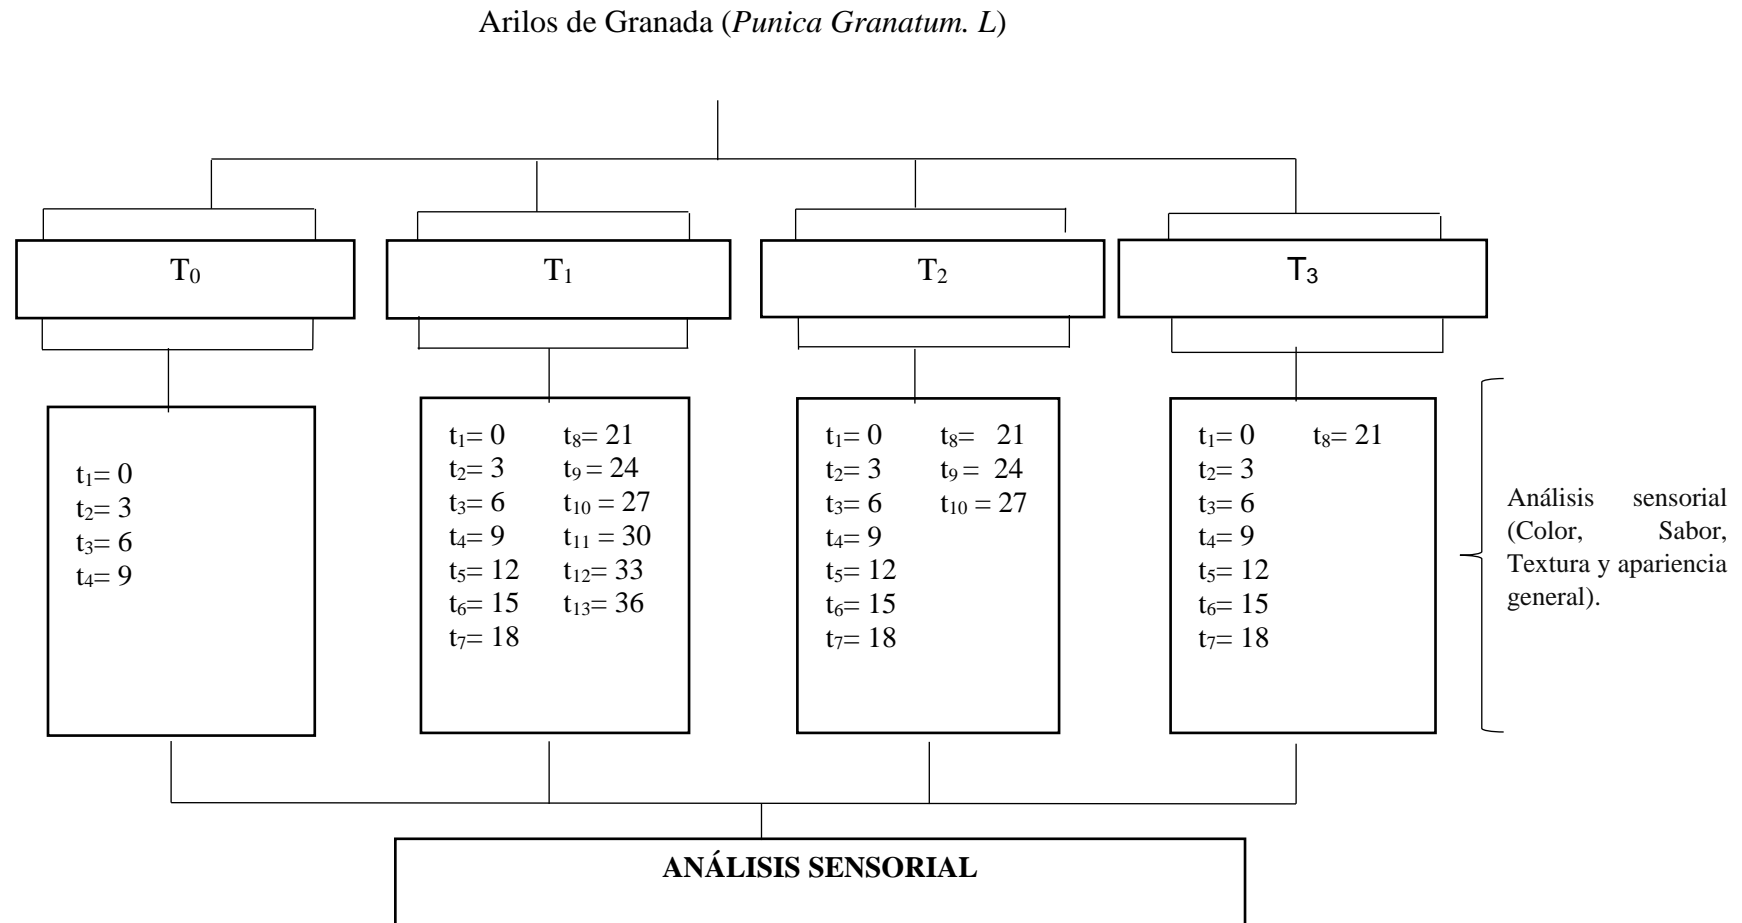 Arilos de Granada (Punica Granatum. L)
T₀
T₁
T₂
T₃
t₁= 0
t₂= 3
t₃= 6
t₄= 9
t₁= 0 t₈= 21
t₂= 3 t₉ = 24
t₃= 6 t₁₀ = 27
t₄= 9 t₁₁ = 30
t₅= 12 t₁₂= 33
t₆= 15 t₁₃= 36
t₇= 18
t₁= 0 t₈= 21
t₂= 3 t₉ = 24
t₃= 6 t₁₀ = 27
t₄= 9
t₅= 12
t₆= 15
t₇= 18
t₁= 0 t₈= 21
t₂= 3
t₃= 6
t₄= 9
t₅= 12
t₆= 15
t₇= 18
Análisis sensorial
(Color, Sabor,
Textura y apariencia
general).
ANÁLISIS SENSORIAL